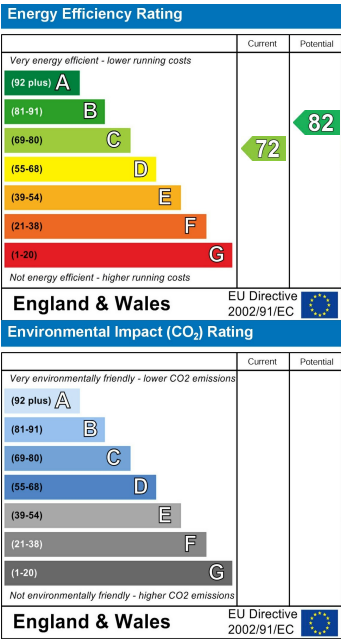 Energy Efficiency Rating
Current Potential
Very energy efficient - lower running costs
(92 plus) A
(81-91) B
82
(69-80) C
72
(55-68) D
(39-54) E
(21-38) F
(1-20) G
Not energy efficient - higher running costs
England & Wales
EU Directive
2002/91/EC
Environmental Impact (CO₂) Rating
Current Potential
Very environmentally friendly - lower CO2 emissions
(92 plus) A
(81-91) B
(69-80) C
(55-68) D
(39-54) E
(21-38) F
(1-20) G
Not environmentally friendly - higher CO2 emissions
England & Wales
EU Directive
2002/91/EC